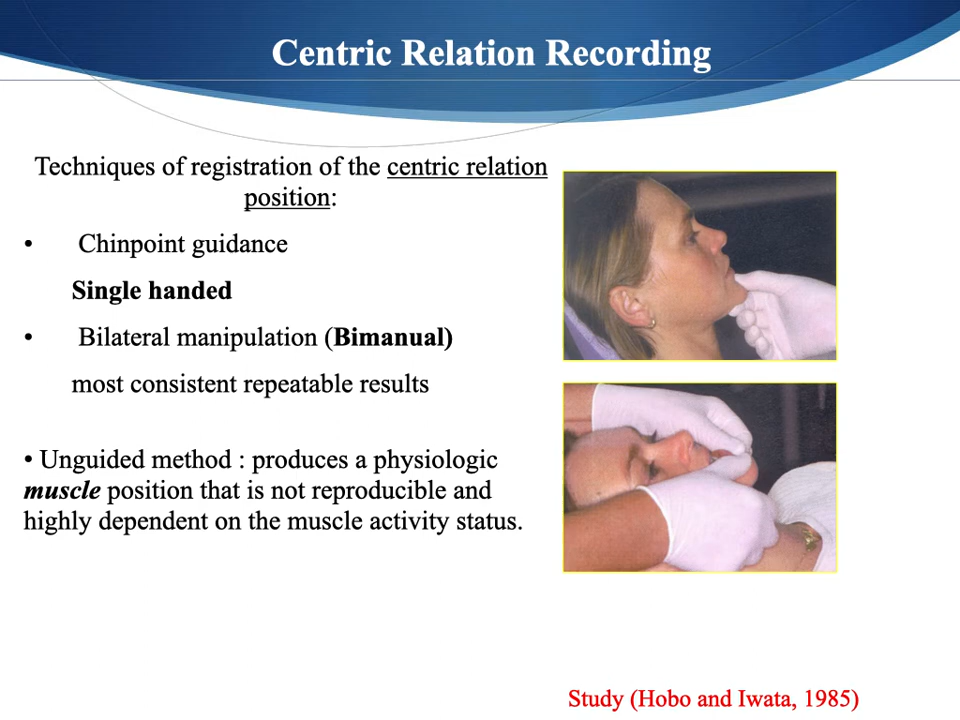 Centric Relation Recording
Techniques of registration of the centric relation
position:
• Chinpoint guidance
Single handed
• Bilateral manipulation (Bimanual)
most consistent repeatable results
• Unguided method : produces a physiologic
muscle position that is not reproducible and
highly dependent on the muscle activity status.
Study (Hobo and Iwata, 1985)